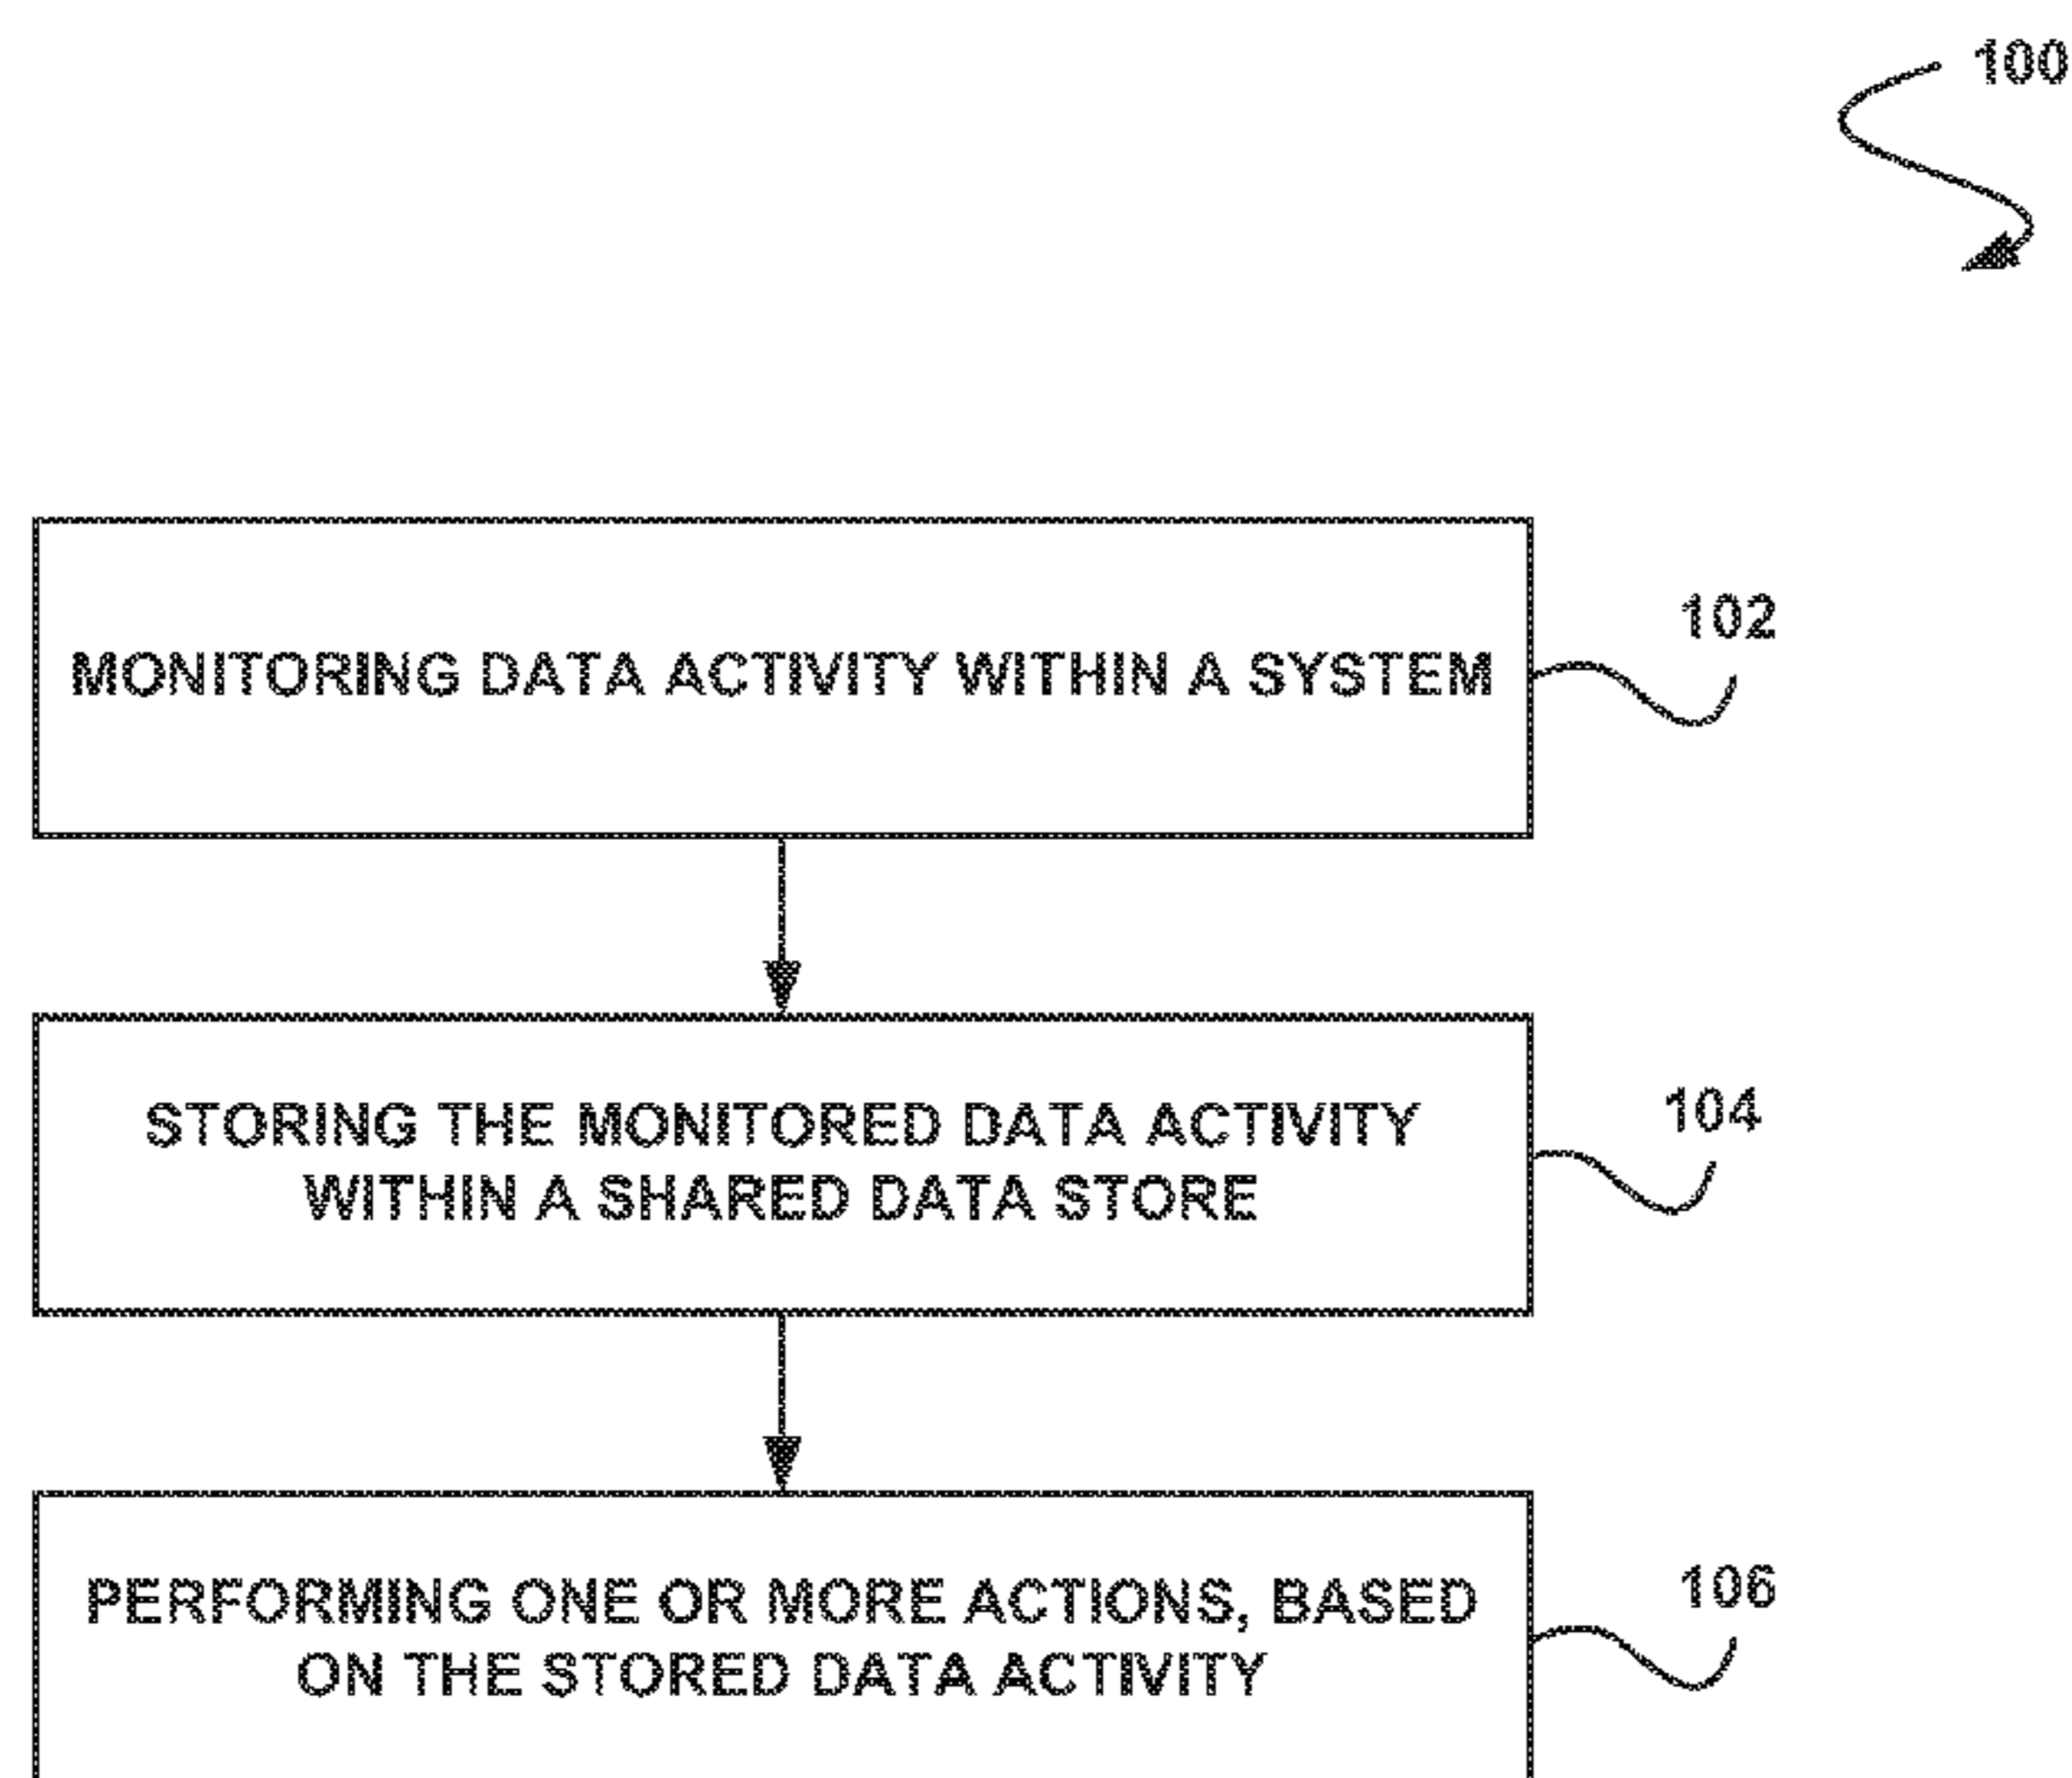 100
MONITORING DATA ACTIVITY WITHIN A SYSTEM
102
STORING THE MONITORED DATA ACTIVITY
WITHIN A SHARED DATA STORE
104
PERFORMING ONE OR MORE ACTIONS, BASED
ON THE STORED DATA ACTIVITY
106